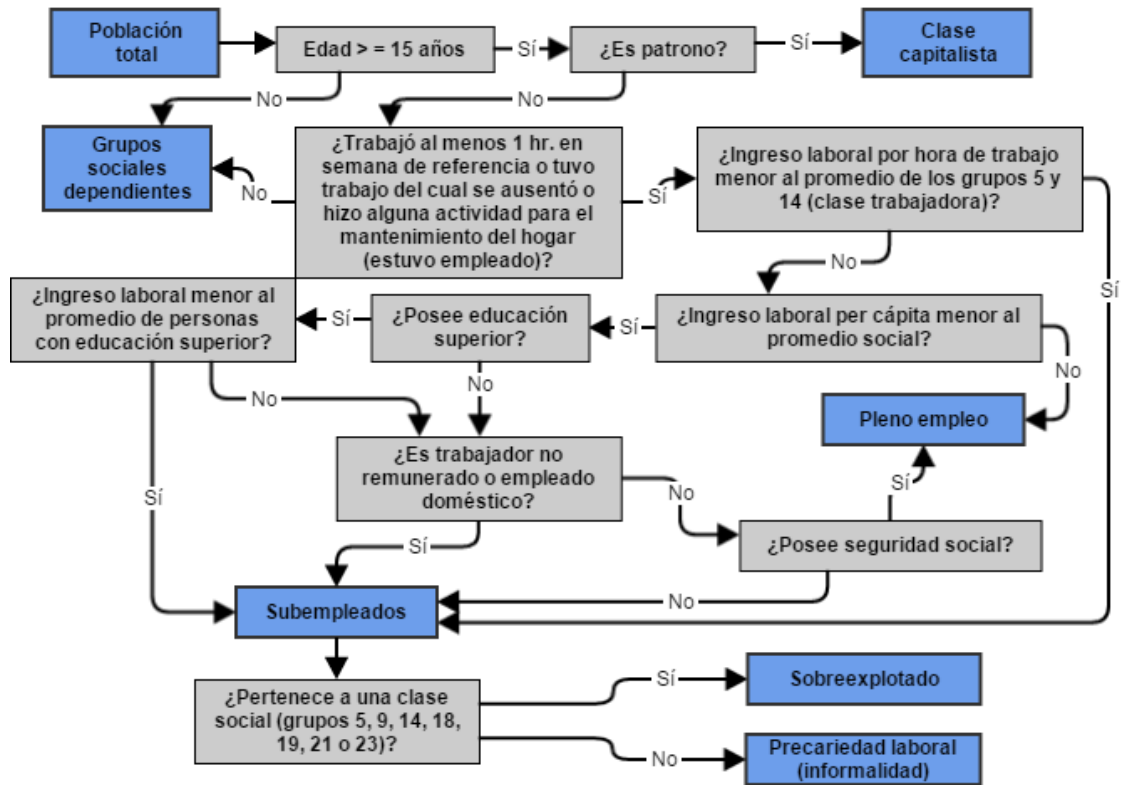 Población
total
Edad > = 15 años
Sí
¿Es patrono?
Sí
Clase
capitalista
No
No
Grupos
sociales
dependientes
No
¿Trabajó al menos 1 hr. en
semana de referencia o tuvo
trabajo del cual se ausentó o
hizo alguna actividad para el
mantenimiento del hogar
(estuvo empleado)?
Sí
¿Ingreso laboral por hora de trabajo
menor al promedio de los grupos 5 y
14 (clase trabajadora)?
No
Sí
¿Ingreso laboral menor al
promedio de personas
con educación superior?
Sí
¿Posee educación
superior?
Sí
¿Ingreso laboral per cápita menor al
promedio social?
No
No
No
Pleno empleo
¿Es trabajador no
remunerado o empleado
doméstico?
Sí
No
Sí
¿Posee seguridad social?
Sí
No
Subempleados
¿Pertenece a una clase
social (grupos 5, 9, 14, 18,
19, 21 o 23)?
Sí
Sobreexplotado
No
Precariedad laboral
(informalidad)